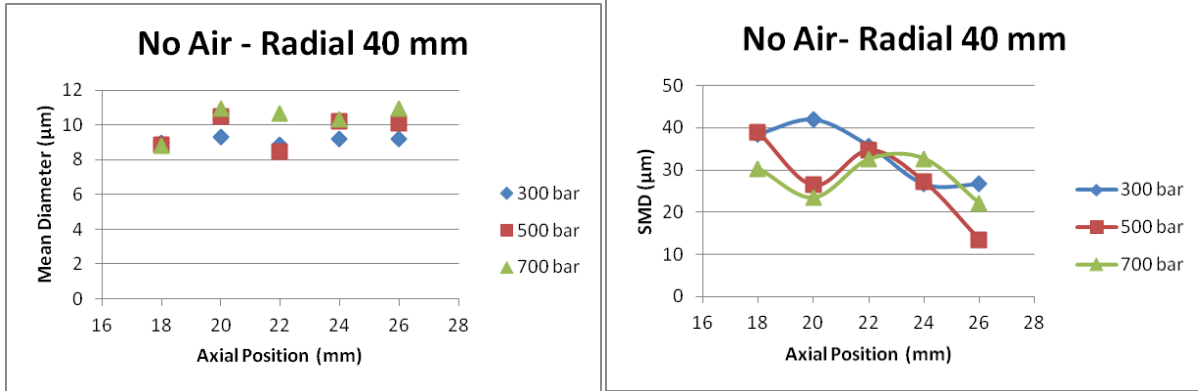 No Air - Radial 40 mm
Mean Diameter (µm)
12
10
8
6
4
2
0
16 18 20 22 24 26 28
Axial Position (mm)
300 bar
500 bar
700 bar
No Air- Radial 40 mm
SMD (µm)
50
40
30
20
10
0
16 18 20 22 24 26 28
Axial Position (mm)
300 bar
500 bar
700 bar